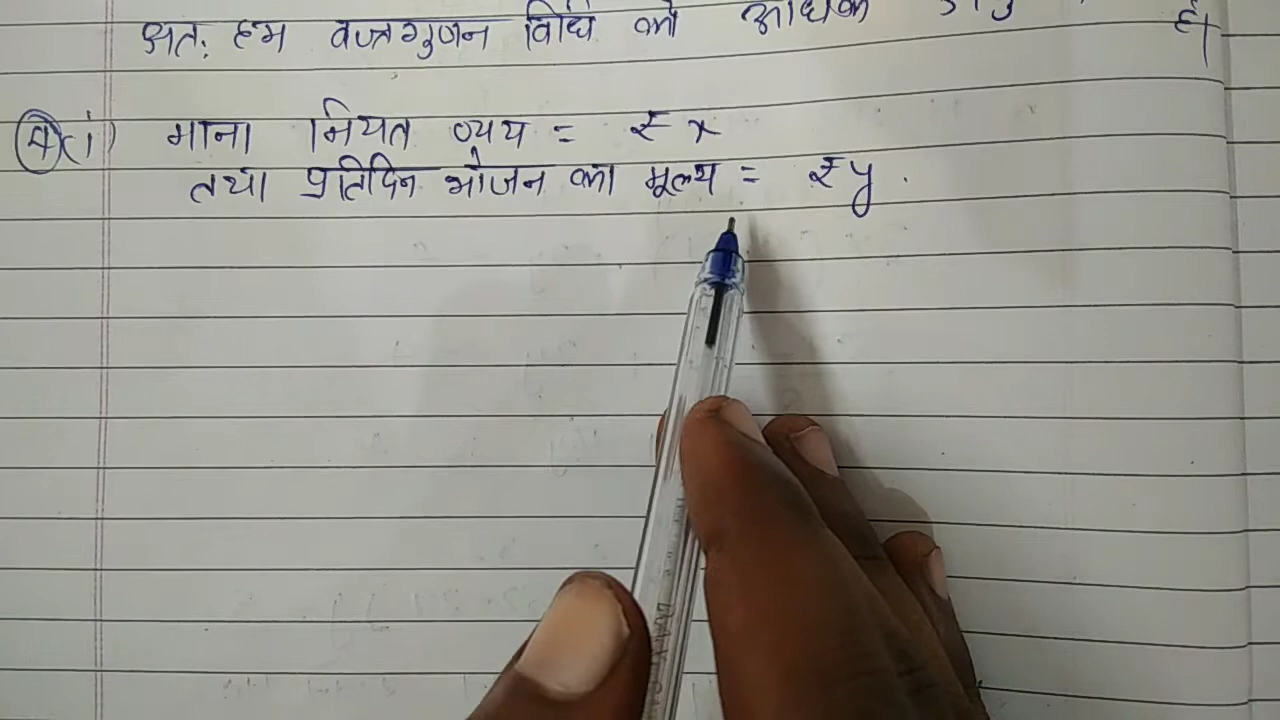 अतः हम वज्रगुणन विधि को अधिक है।
4 (i) माना नियत व्यय = ₹ x
तथा प्रतिदिन भोजन का मूल्य = ₹ y.